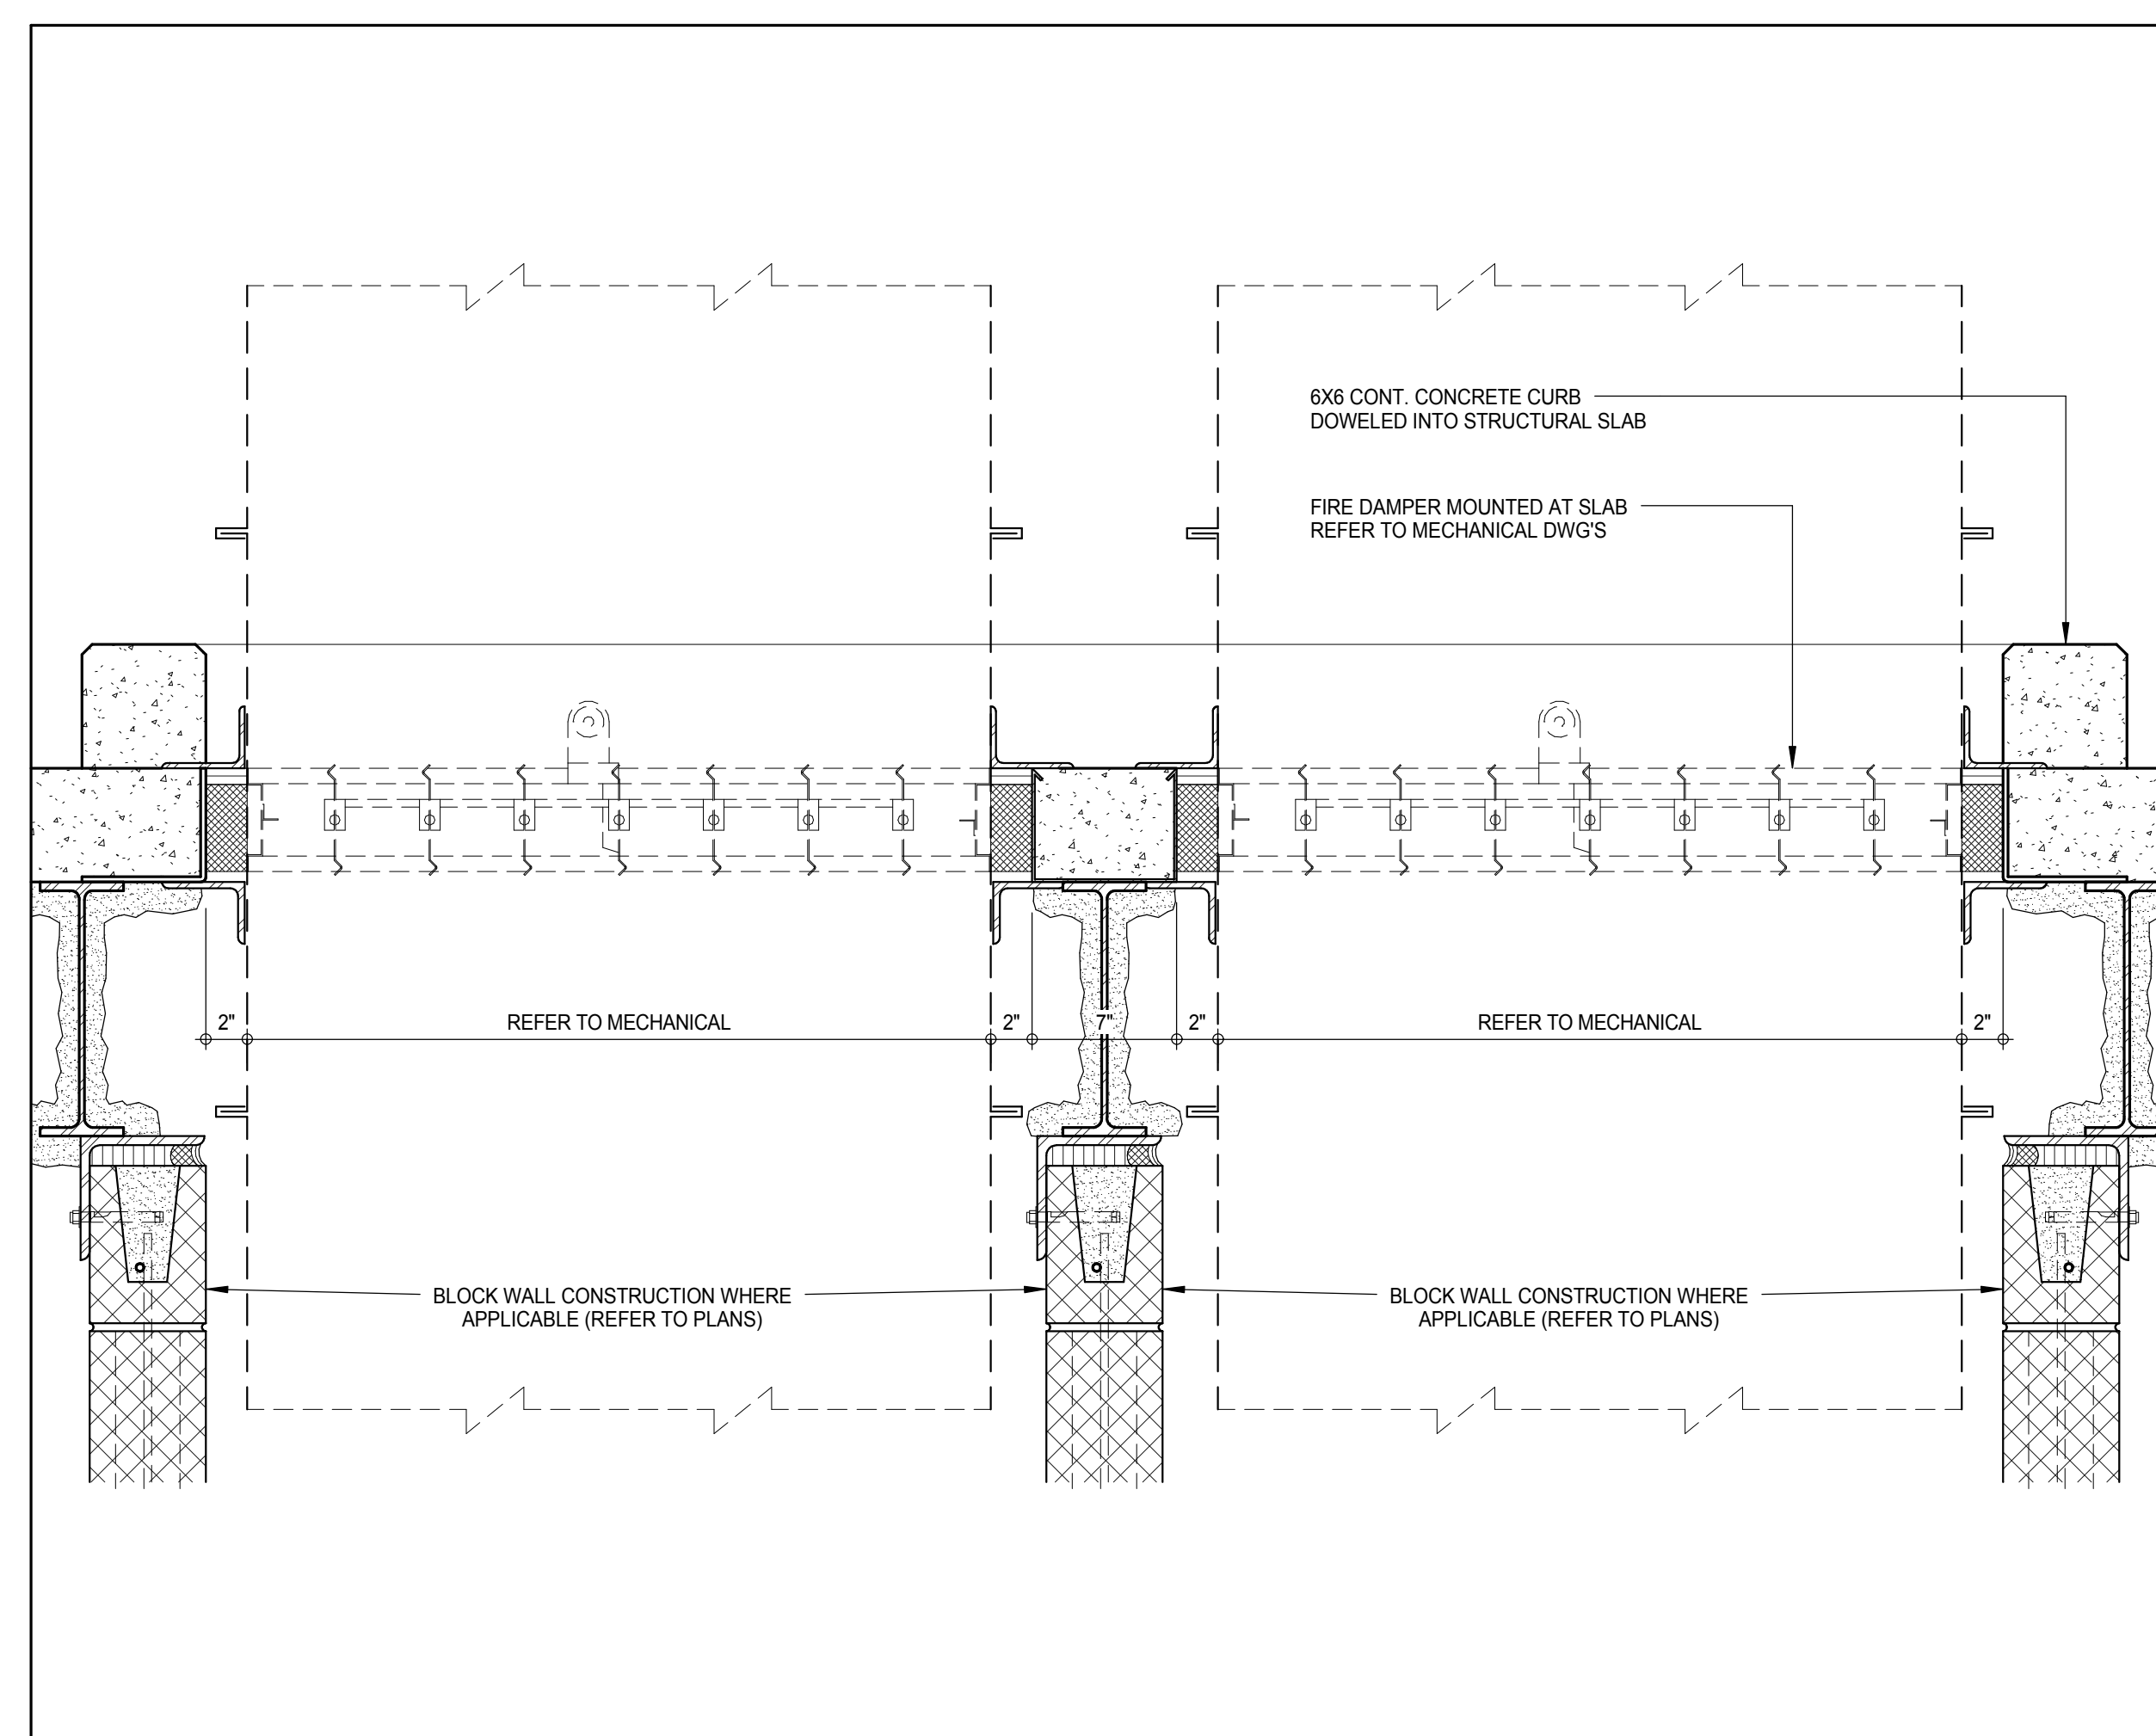 6X6 CONT. CONCRETE CURB
DOWELED INTO STRUCTURAL SLAB
FIRE DAMPER MOUNTED AT SLAB
REFER TO MECHANICAL DWG'S
2" REFER TO MECHANICAL 2" 7" 2" REFER TO MECHANICAL 2"
BLOCK WALL CONSTRUCTION WHERE
APPLICABLE (REFER TO PLANS)
BLOCK WALL CONSTRUCTION WHERE
APPLICABLE (REFER TO PLANS)